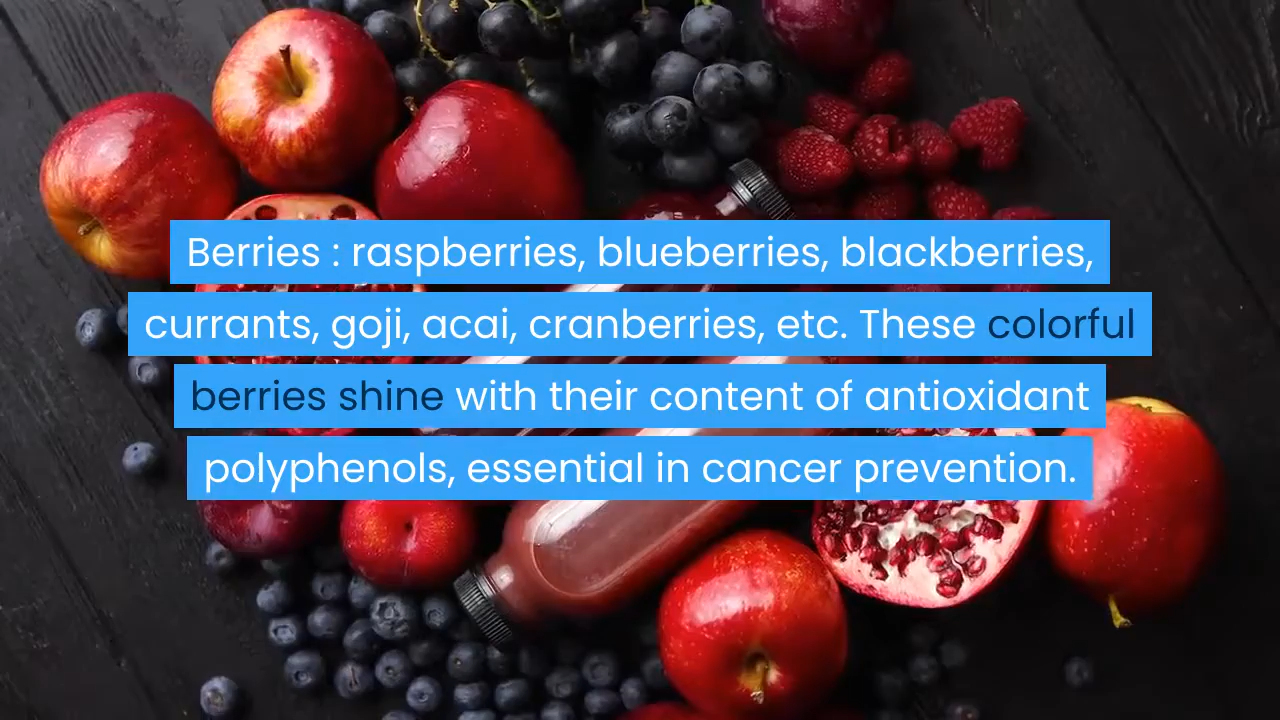 Berries : raspberries, blueberries, blackberries,
currants, goji, acai, cranberries, etc. These colorful
berries shine with their content of antioxidant
polyphenols, essential in cancer prevention.